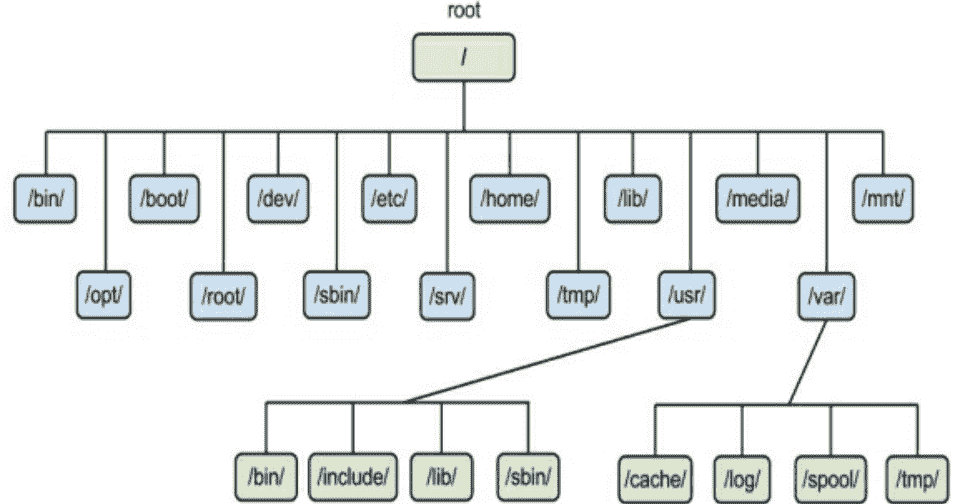 root
/
/bin/ /boot/ /dev/ /etc/ /home/ /lib/ /media/ /mnt/
/opt/ /root/ /sbin/ /srv/ /tmp/ /usr/ /var/
/bin/ /include/ /lib/ /sbin/ /cache/ /log/ /spool/ /tmp/